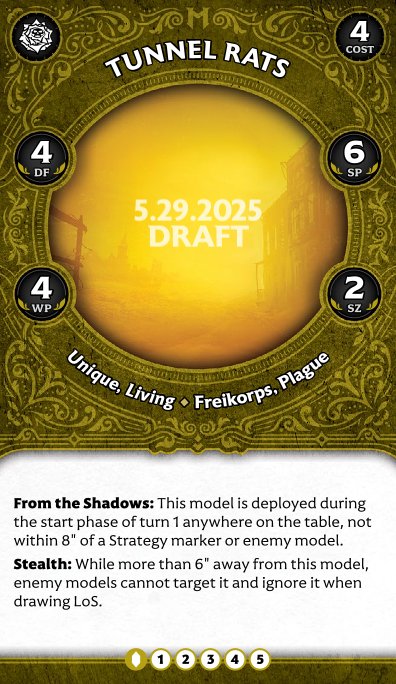 M
4
COST
TUNNEL RATS
4
DF
6
SP
5.29.2025
DRAFT
4
WP
2
SZ
Unique, Living ⬥ Freikorps, Plague
From the Shadows: This model is deployed during
the start phase of turn 1 anywhere on the table, not
within 8" of a Strategy marker or enemy model.
Stealth: While more than 6" away from this model,
enemy models cannot target it and ignore it when
drawing LoS.
1 2 3 4 5